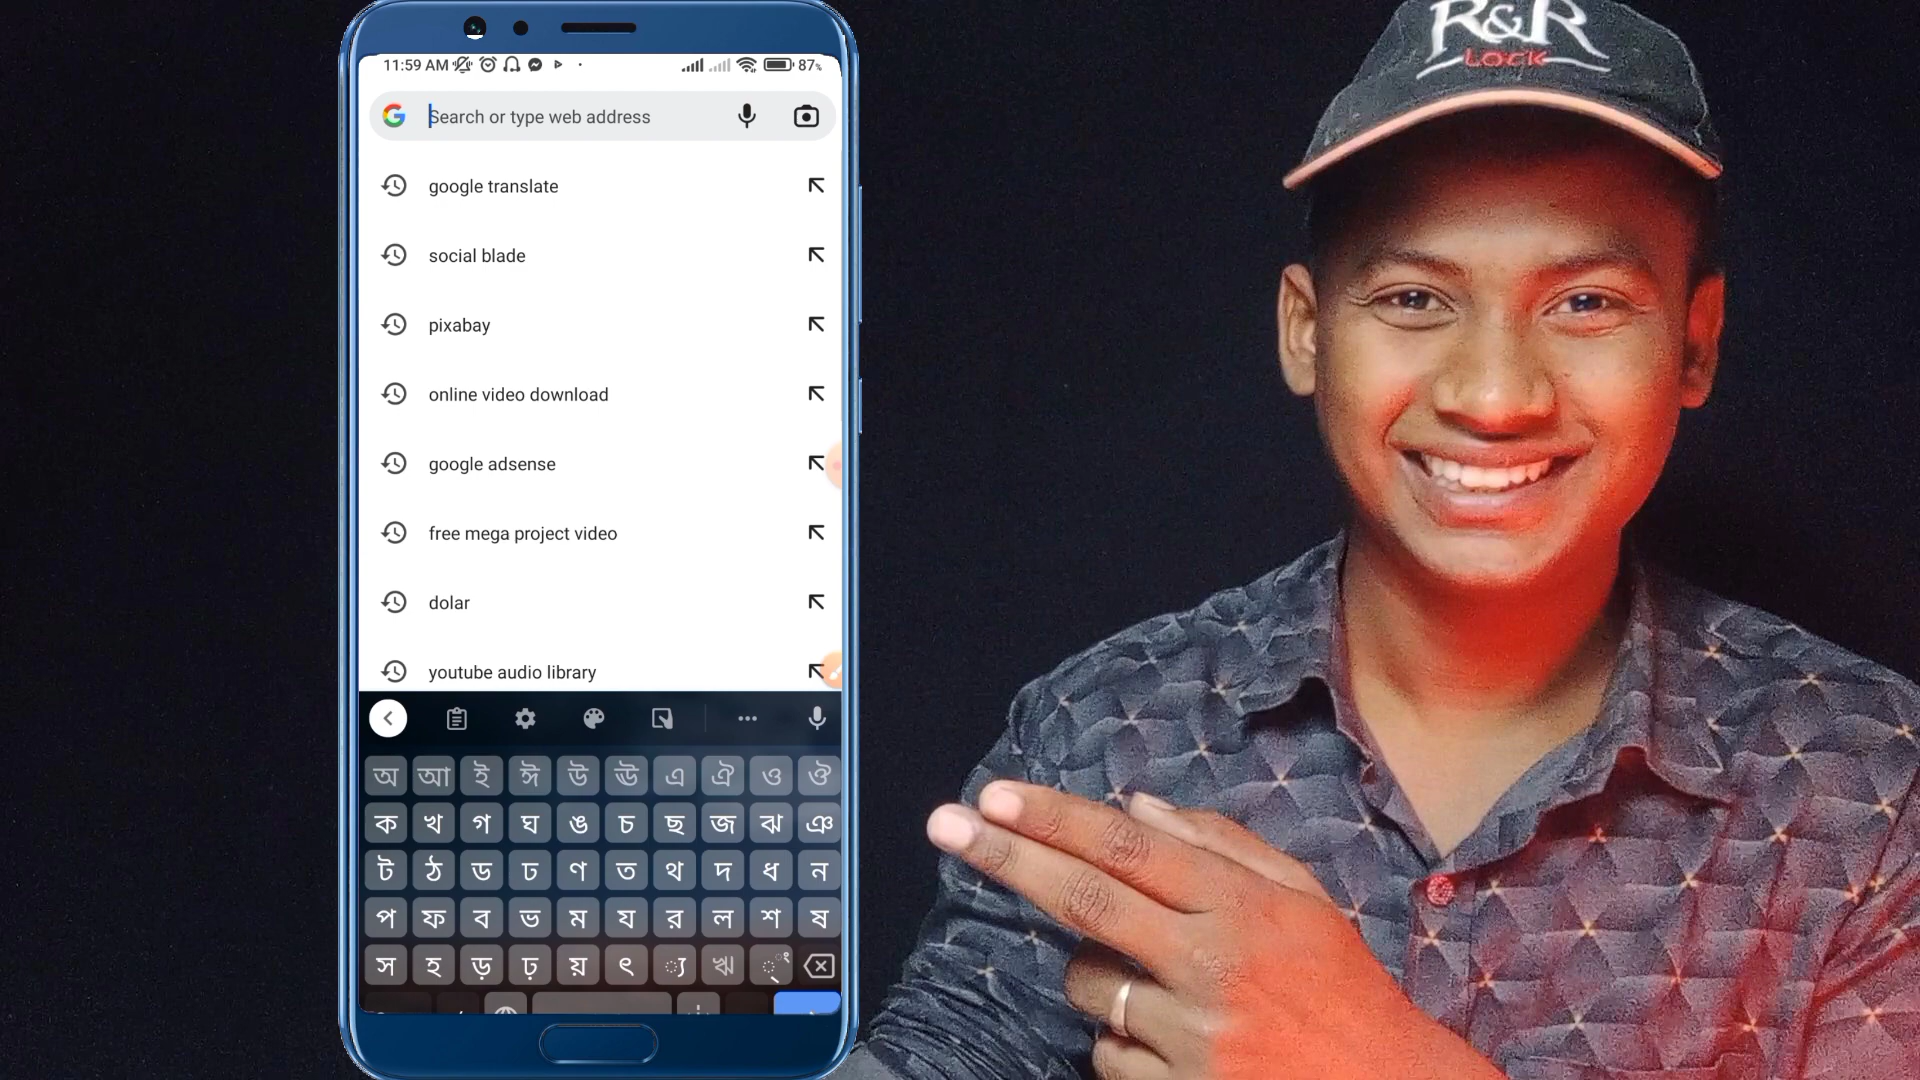 R&R
LOCK
11:59 AM
87%
Search or type web address
google translate
social blade
pixabay
online video download
google adsense
free mega project video
dolar
youtube audio library
অ আ ই ঈ উ ঊ এ ঐ ও ঔ
ক খ গ ঘ ঙ চ ছ জ ঝ ঞ
ট ঠ ড ঢ ণ ত থ দ ধ ন
প ফ ব ভ ম য র ল শ ষ
স হ ড় ঢ় য় ৎ ্য ঋ